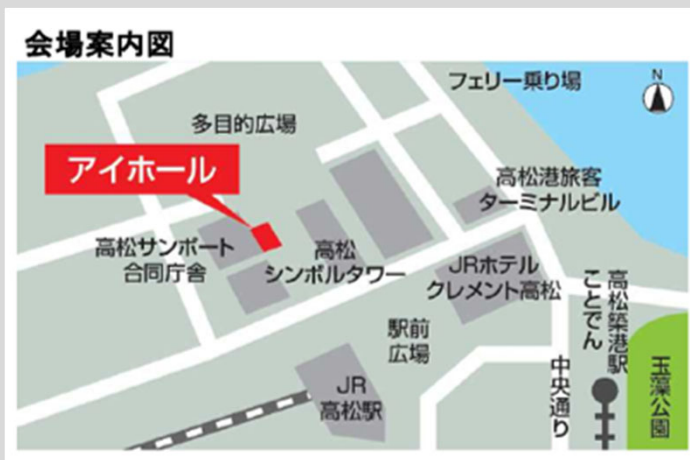 会場案内図
フェリー乗り場
N
多目的広場
アイホール
高松港旅客
ターミナルビル
高松サンポート
合同庁舎
高松
シンボルタワー
JRホテル
クレメント高松
高松築港駅
ことでん
駅前
広場
JR
高松駅
中央通り
玉藻公園